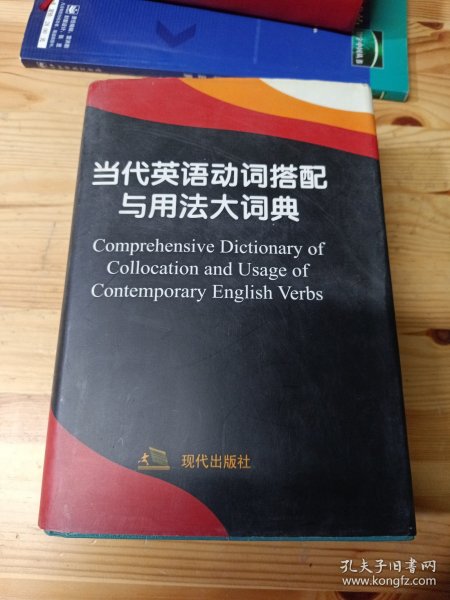 当代英语动词搭配
与用法大词典
Comprehensive Dictionary of
Collocation and Usage of
Contemporary English Verbs
现代出版社
孔夫子旧书网
www.kongfz.com